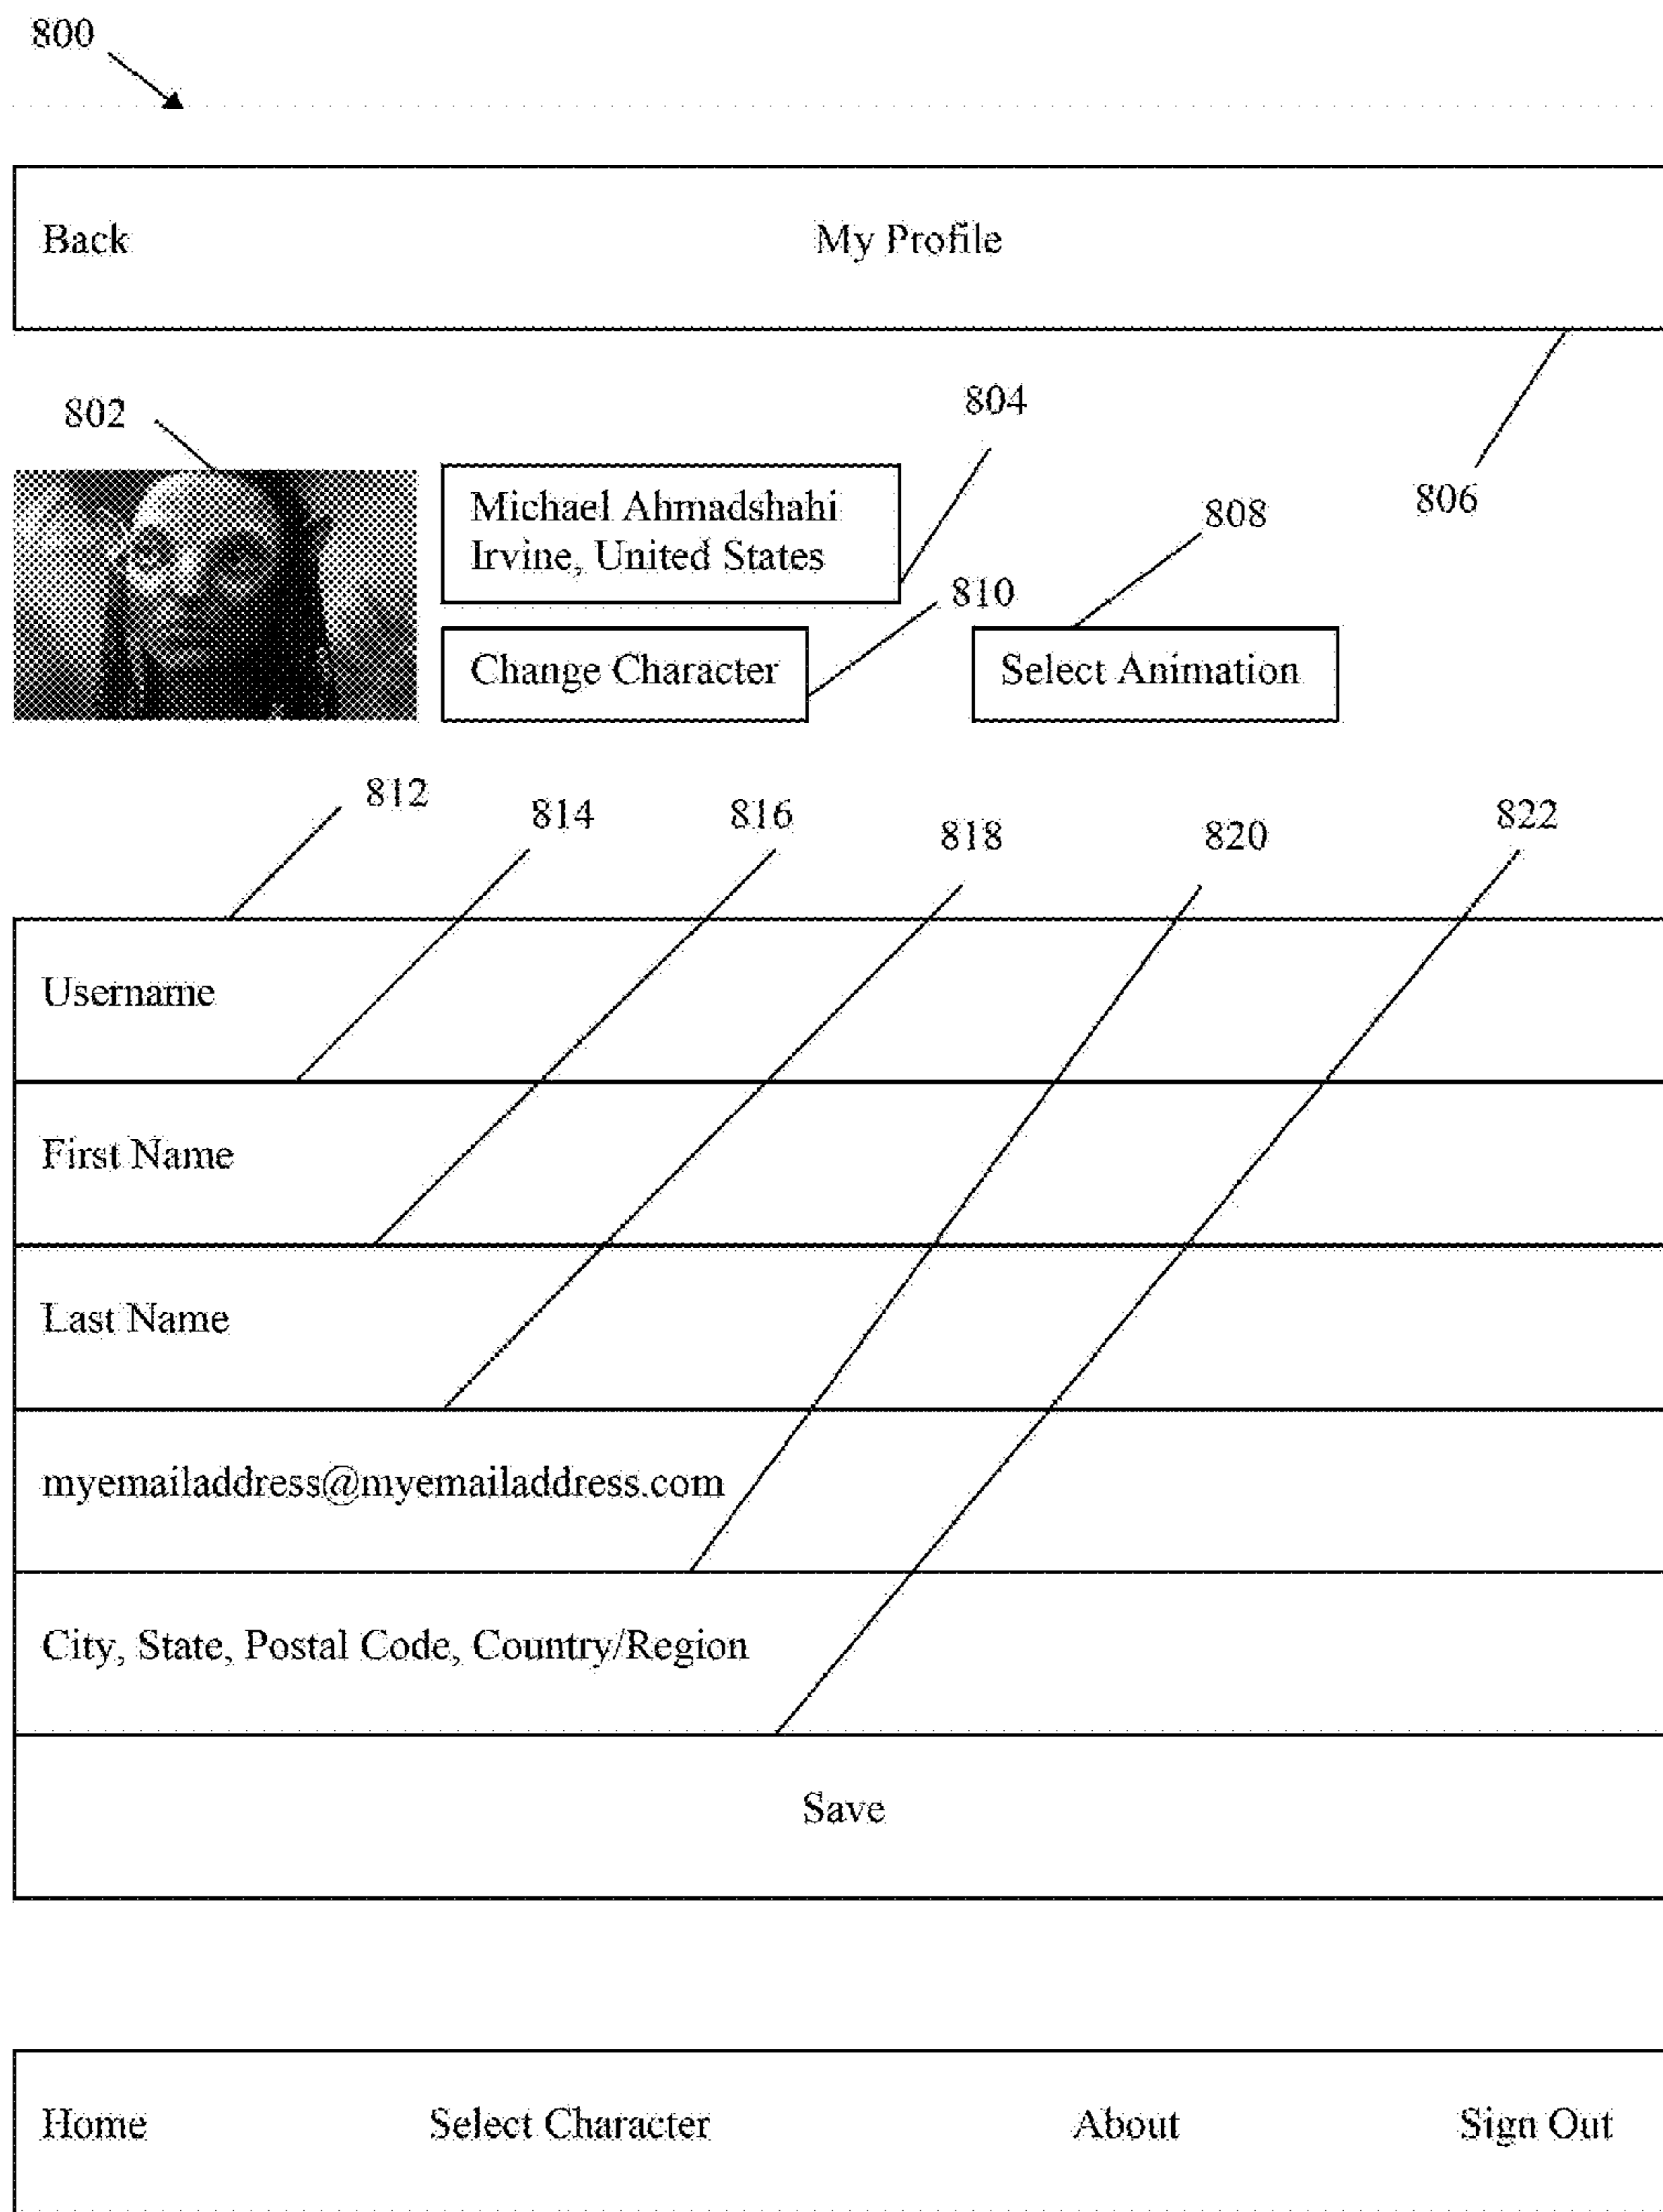 800
Back My Profile
802
804
806
Michael Ahmadshahi
Irvine, United States
808
810
Change Character Select Animation
812
814
816
818
820
822
Username
First Name
Last Name
myemailaddress@myemailaddress.com
City, State, Postal Code, Country/Region
Save
Home Select Character About Sign Out